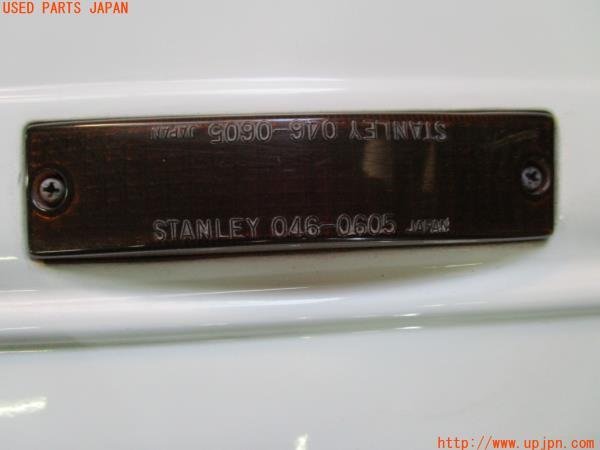 USED PARTS JAPAN
STANLEY 046-0605 JAPAN
STANLEY 046-0605 JAPAN
http://www.upjpn.com